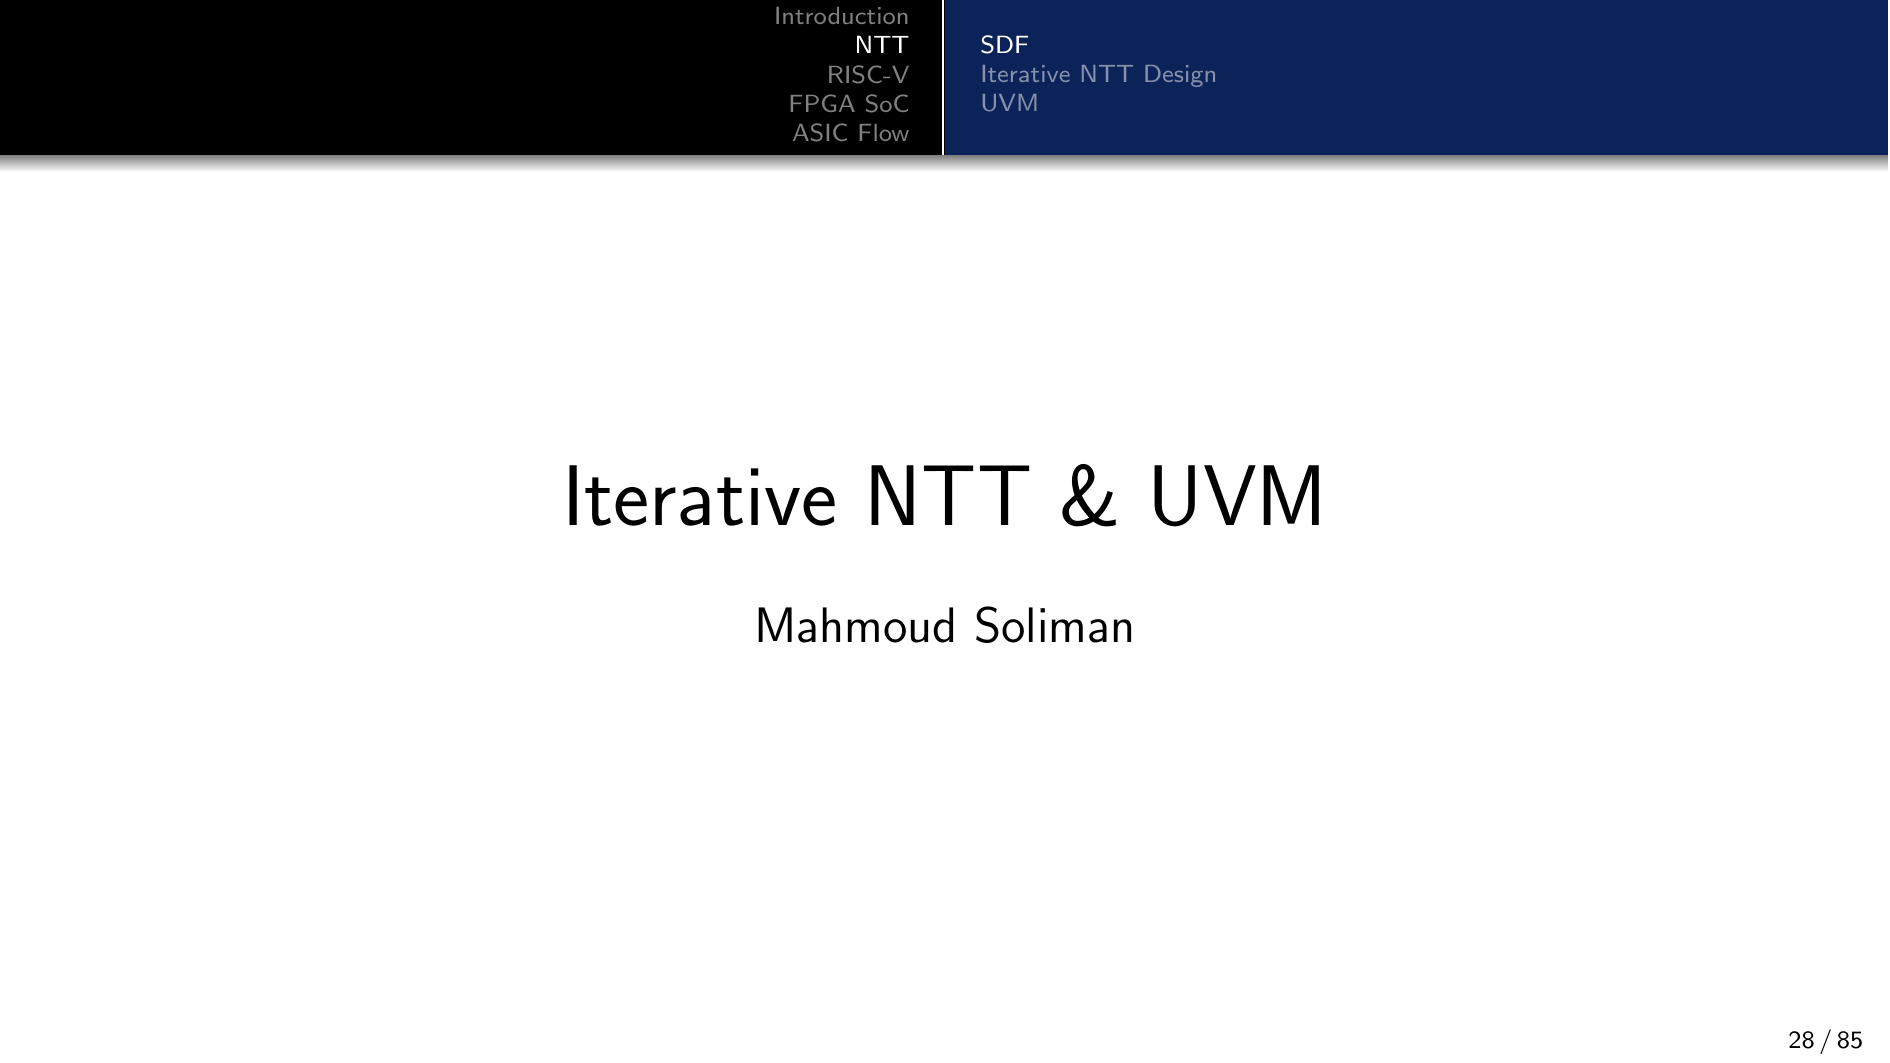 Introduction
NTT
RISC-V
FPGA SoC
ASIC Flow
SDF
Iterative NTT Design
UVM
Iterative NTT & UVM
Mahmoud Soliman
28 / 85